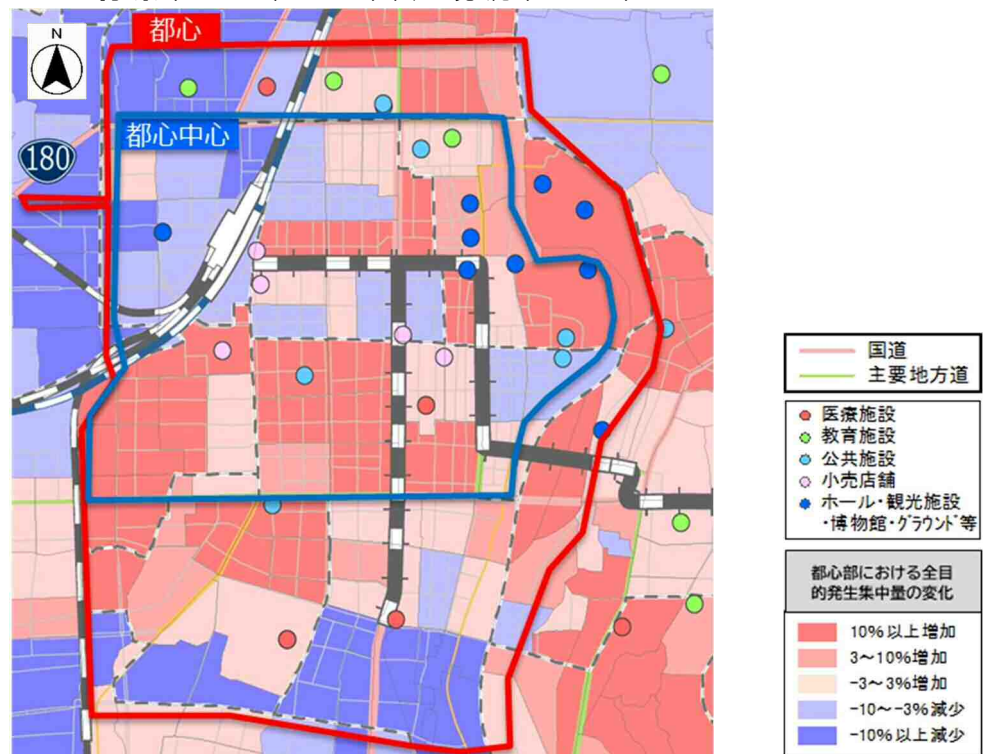 都心
N
都心中心
180
国道
主要地方道
医療施設
教育施設
公共施設
小売店舗
ホール・観光施設
・博物館・グラウンド等
都心部における全目
的発生集中量の変化
10%以上増加
3～10%増加
-3～3%増加
-10～-3%減少
-10%以上減少